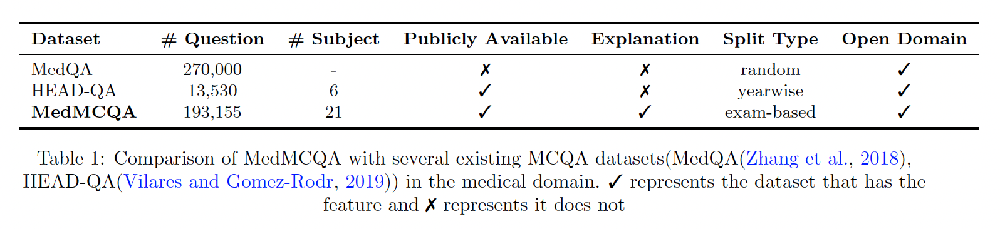 Dataset # Question # Subject Publicly Available Explanation Split Type Open Domain
MedQA 270,000 - ✗ ✗ random ✓
HEAD-QA 13,530 6 ✓ ✗ yearwise ✓
MedMCQA 193,155 21 ✓ ✓ exam-based ✓
Table 1: Comparison of MedMCQA with several existing MCQA datasets(MedQA(Zhang et al., 2018),
HEAD-QA(Vilares and Gomez-Rodr, 2019)) in the medical domain. ✓ represents the dataset that has the
feature and ✗ represents it does not